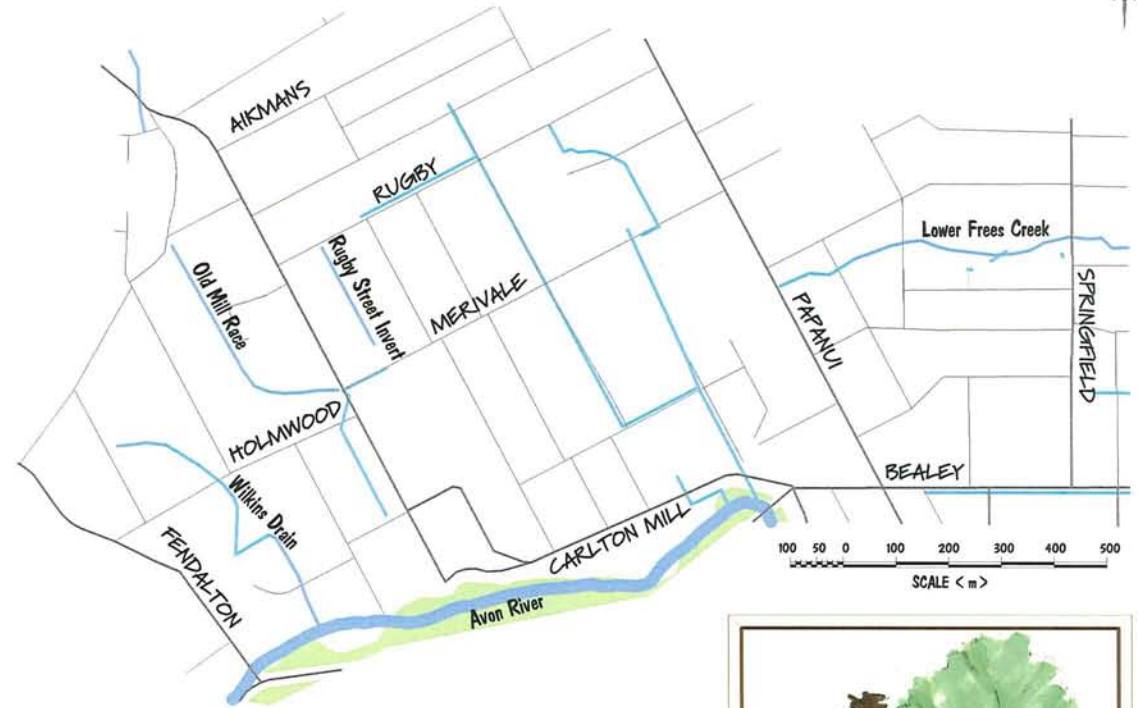 AIKMANS
RUGBY
Lower Frees Creek
Old Mill Race
Rugby Street Invert
MERIVALE
PAPANUI
SPRINGFIELD
HOLMWOOD
BEALEY
Wilkins Drain
FENDALTON
CARLTON MILL
Avon River
100 50 0 100 200 300 400 500
SCALE < m >